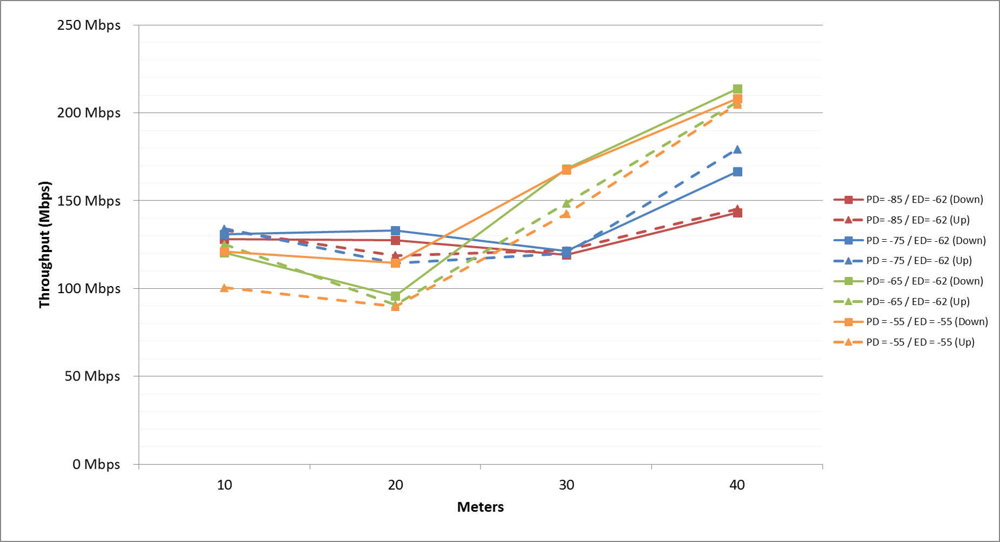 250 Mbps
200 Mbps
150 Mbps
100 Mbps
50 Mbps
0 Mbps
Throughput (Mbps)
10 20 30 40
Meters
PD= -85 / ED= -62 (Down)
PD= -85 / ED= -62 (Up)
PD = -75 / ED= -62 (Down)
PD = -75 / ED= -62 (Up)
PD= -65 / ED= -62 (Down)
PD= -65 / ED= -62 (Up)
PD = -55 / ED = -55 (Down)
PD = -55 / ED = -55 (Up)